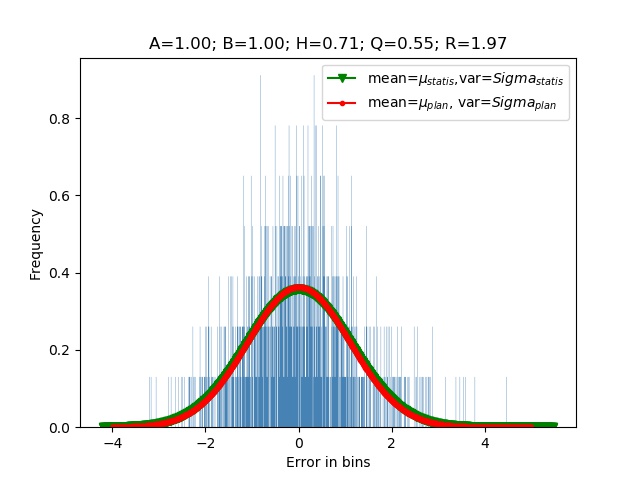 A=1.00; B=1.00; H=0.71; Q=0.55; R=1.97
mean=μstatis,var=Sigmastatis
mean=μplan, var=Sigmaplan
0.8
0.6
0.4
0.2
0.0
Frequency
−4 −2 0 2 4
Error in bins